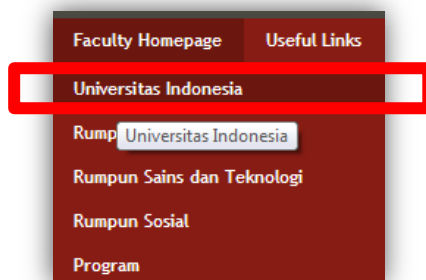 Faculty Homepage Useful Links
Universitas Indonesia
Rump
Universitas Indonesia
Rumpun Sains dan Teknologi
Rumpun Sosial
Program